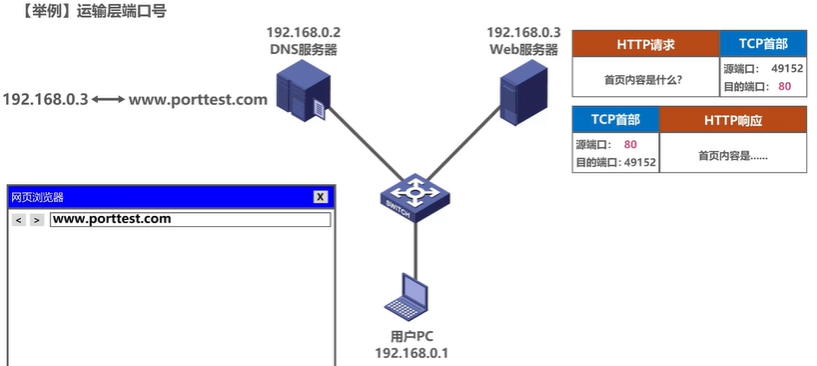 【举例】运输层端口号
192.168.0.2
DNS服务器
192.168.0.3
Web服务器
192.168.0.3 www.porttest.com
HTTP请求 TCP首部
首页内容是什么? 源端口: 49152
目的端口: 80
TCP首部 HTTP响应
源端口: 80
目的端口:49152
首页内容是......
SWITCH
网页浏览器 X
< > www.porttest.com
用户PC
192.168.0.1